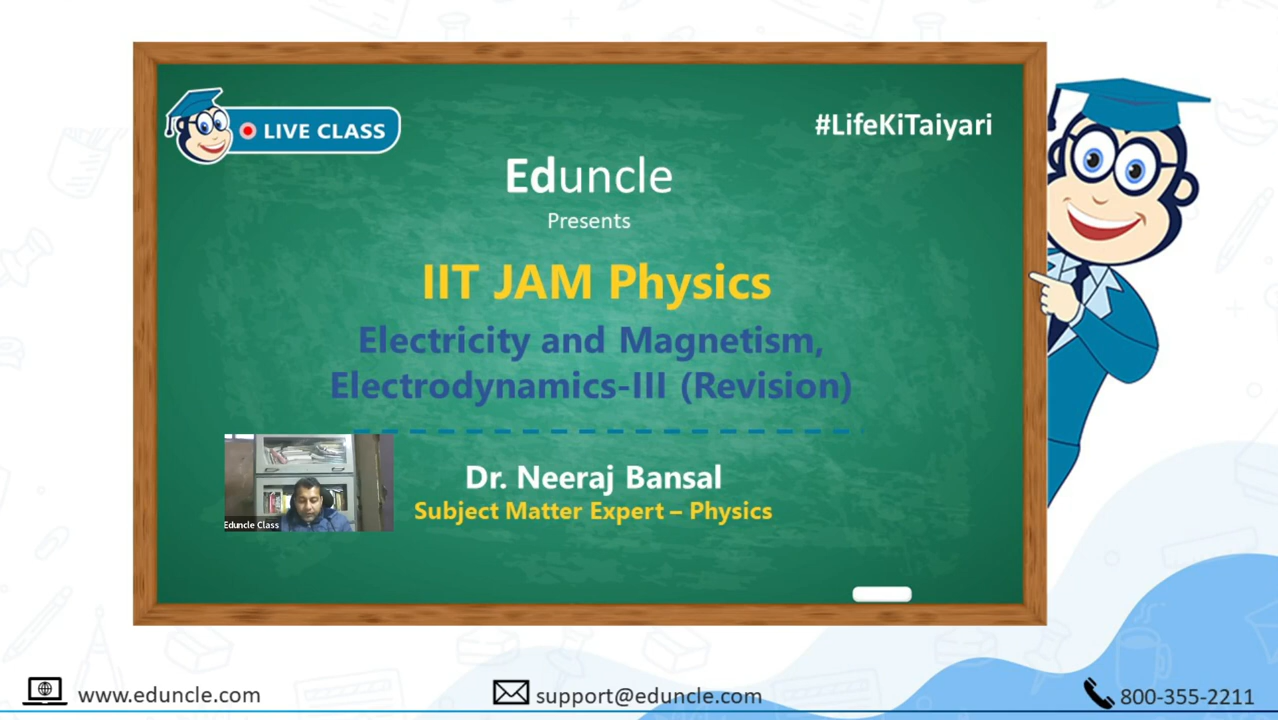 LIVE CLASS
#LifeKiTaiyari
Eduncle
Presents
IIT JAM Physics
Electricity and Magnetism,
Electrodynamics-III (Revision)
Dr. Neeraj Bansal
Subject Matter Expert – Physics
Eduncle Class
www.eduncle.com
support@eduncle.com
800-355-2211